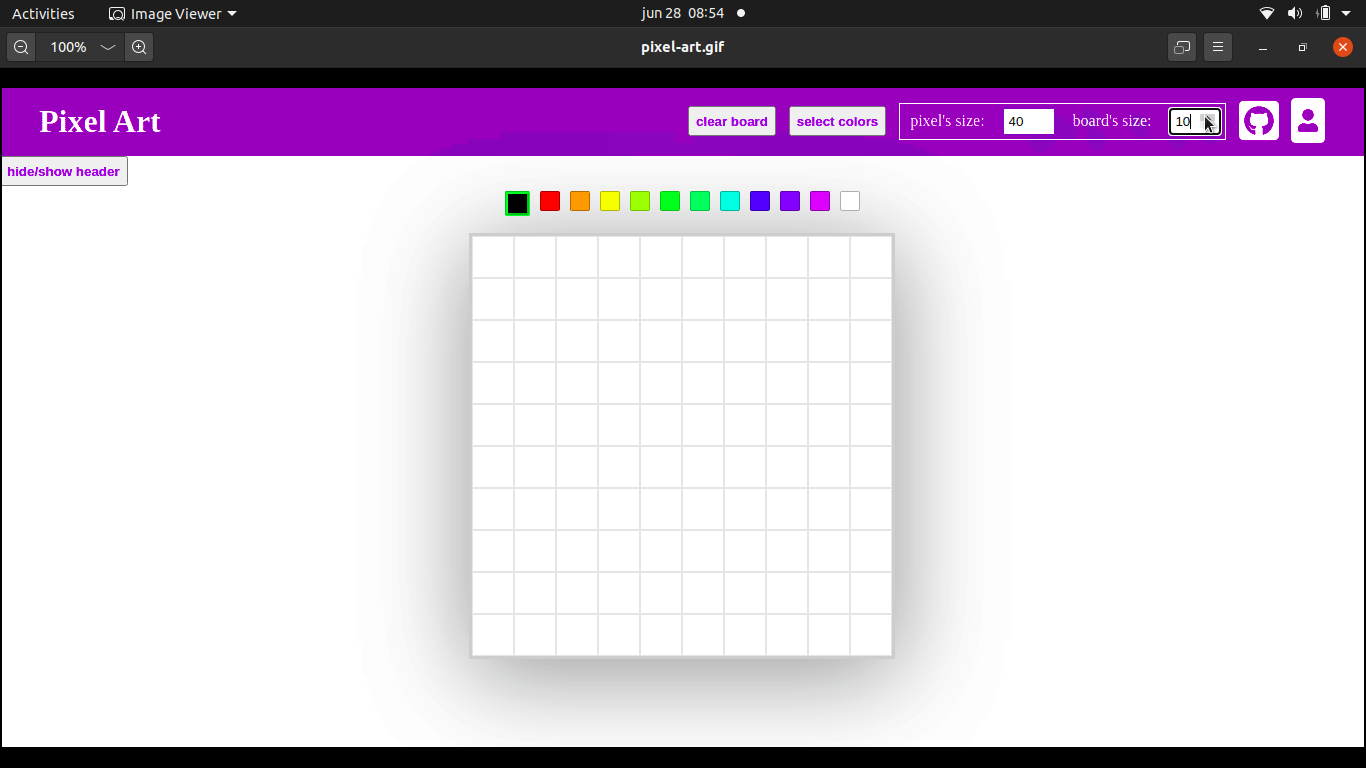 Activities Image Viewer jun 28 08:54
100% pixel-art.gif
Pixel Art clear board select colors pixel's size: 40 board's size: 10
hide/show header